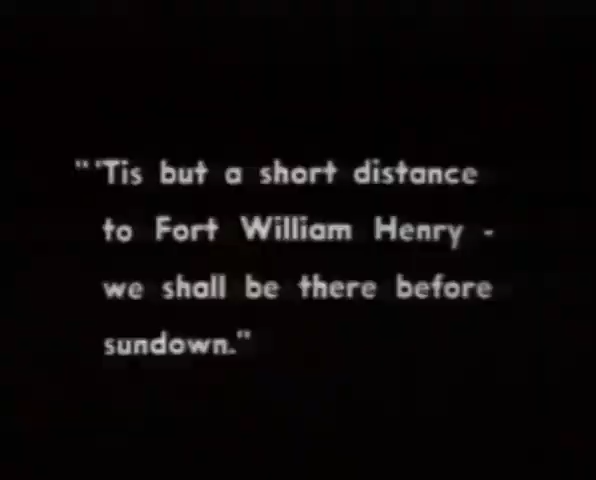 "'Tis but a short distance
to Fort William Henry -
we shall be there before
sundown."